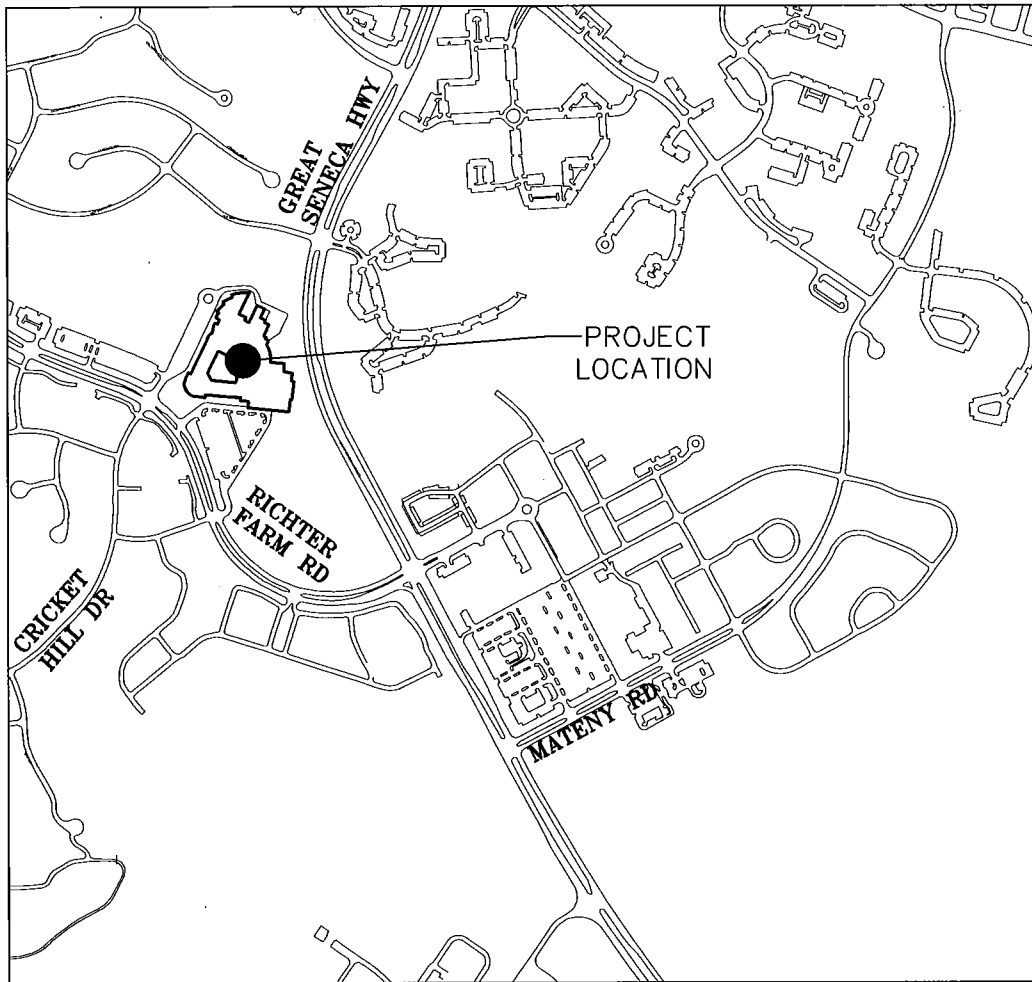 GREAT
SENECA HWY
PROJECT
LOCATION
RICHTER
FARM RD
CRICKET
HILL DR
MATENY RD